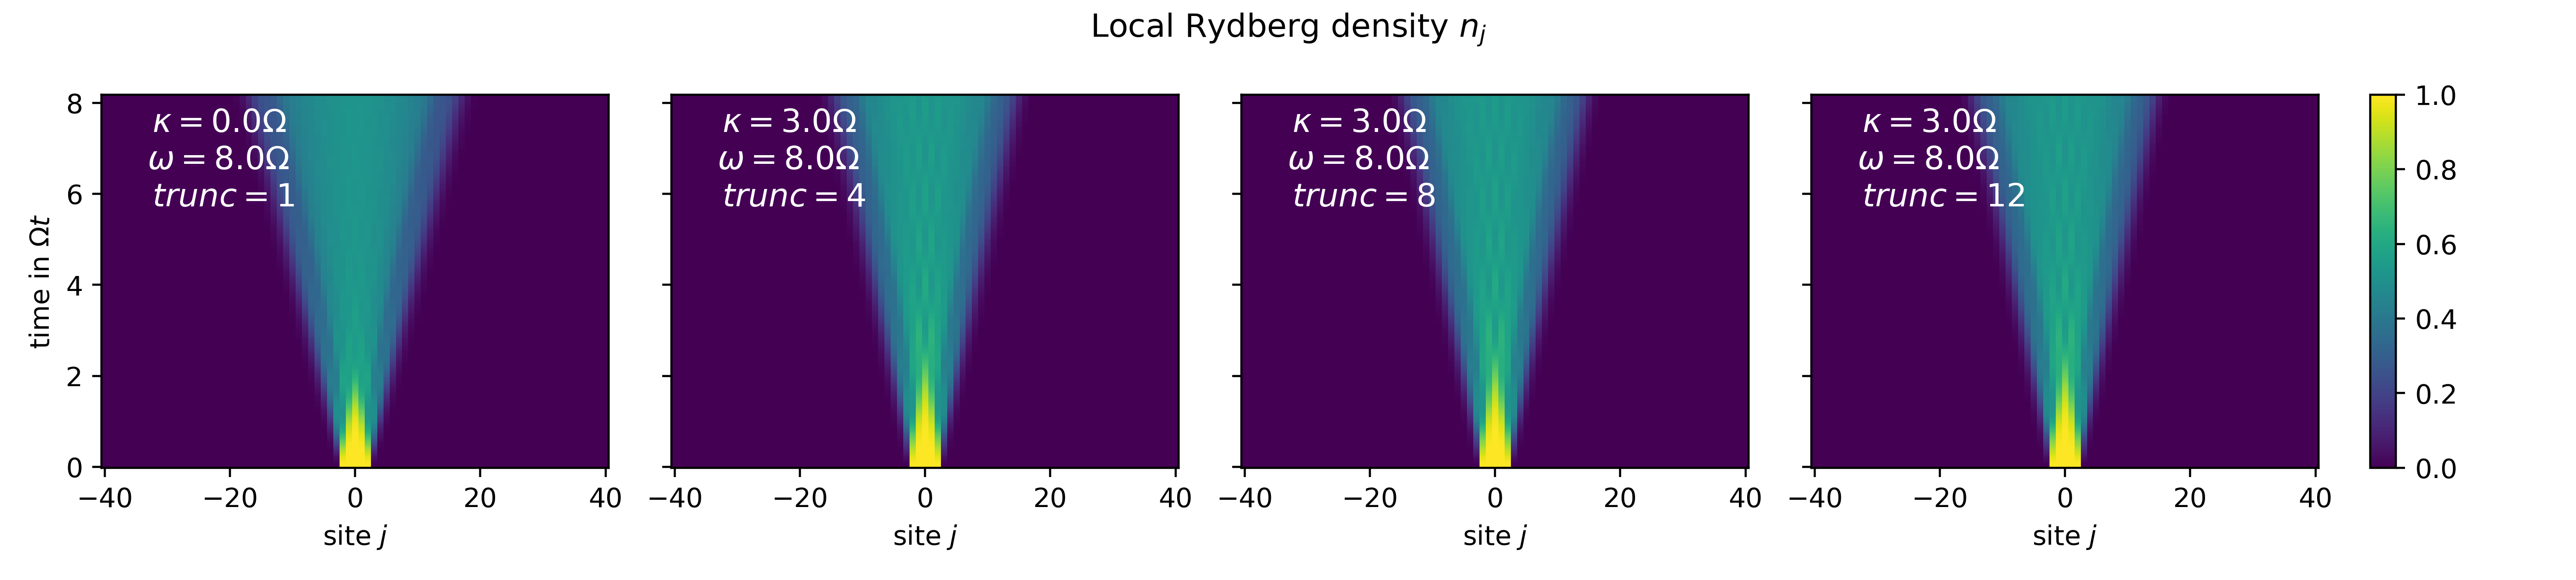 Local Rydberg density n_j
κ = 0.0Ω
ω = 8.0Ω
trunc = 1
κ = 3.0Ω
ω = 8.0Ω
trunc = 4
κ = 3.0Ω
ω = 8.0Ω
trunc = 8
κ = 3.0Ω
ω = 8.0Ω
trunc = 12
time in Ωt
8
6
4
2
0
−40 −20 0 20 40
−40 −20 0 20 40
−40 −20 0 20 40
−40 −20 0 20 40
site j
site j
site j
site j
1.0
0.8
0.6
0.4
0.2
0.0